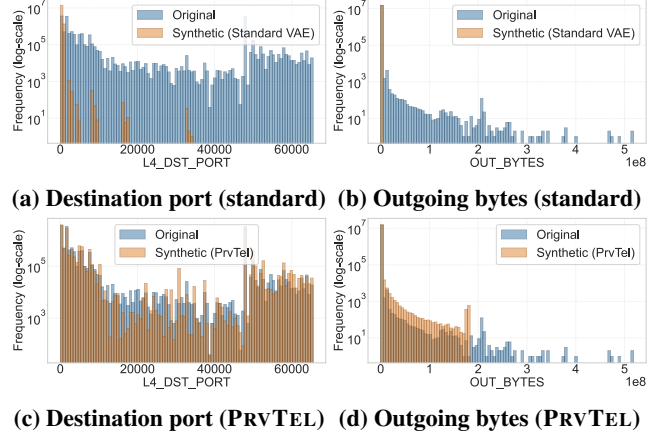 Frequency (log-scale)
10^7
10^5
10^3
10^1
Original
Synthetic (Standard VAE)
0 20000 40000 60000
L4_DST_PORT
Frequency (log-scale)
10^7
10^5
10^3
10^1
Original
Synthetic (Standard VAE)
0 1 2 3 4 5
1e8
OUT_BYTES
(a) Destination port (standard) (b) Outgoing bytes (standard)
Frequency (log-scale)
10^5
10^3
Original
Synthetic (PrvTel)
0 20000 40000 60000
L4_DST_PORT
Frequency (log-scale)
10^7
10^5
10^3
10^1
Original
Synthetic (PrvTel)
0 1 2 3 4 5
1e8
OUT_BYTES
(c) Destination port (PRVTEL) (d) Outgoing bytes (PRVTEL)